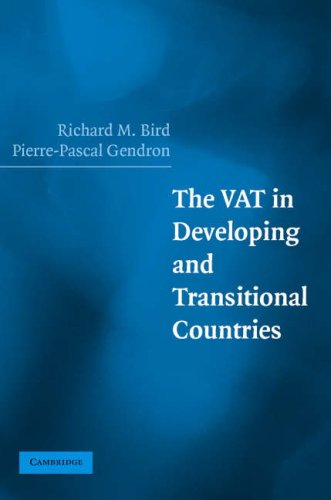 Richard M. Bird
Pierre-Pascal Gendron
The VAT in
Developing
and
Transitional
Countries
CAMBRIDGE